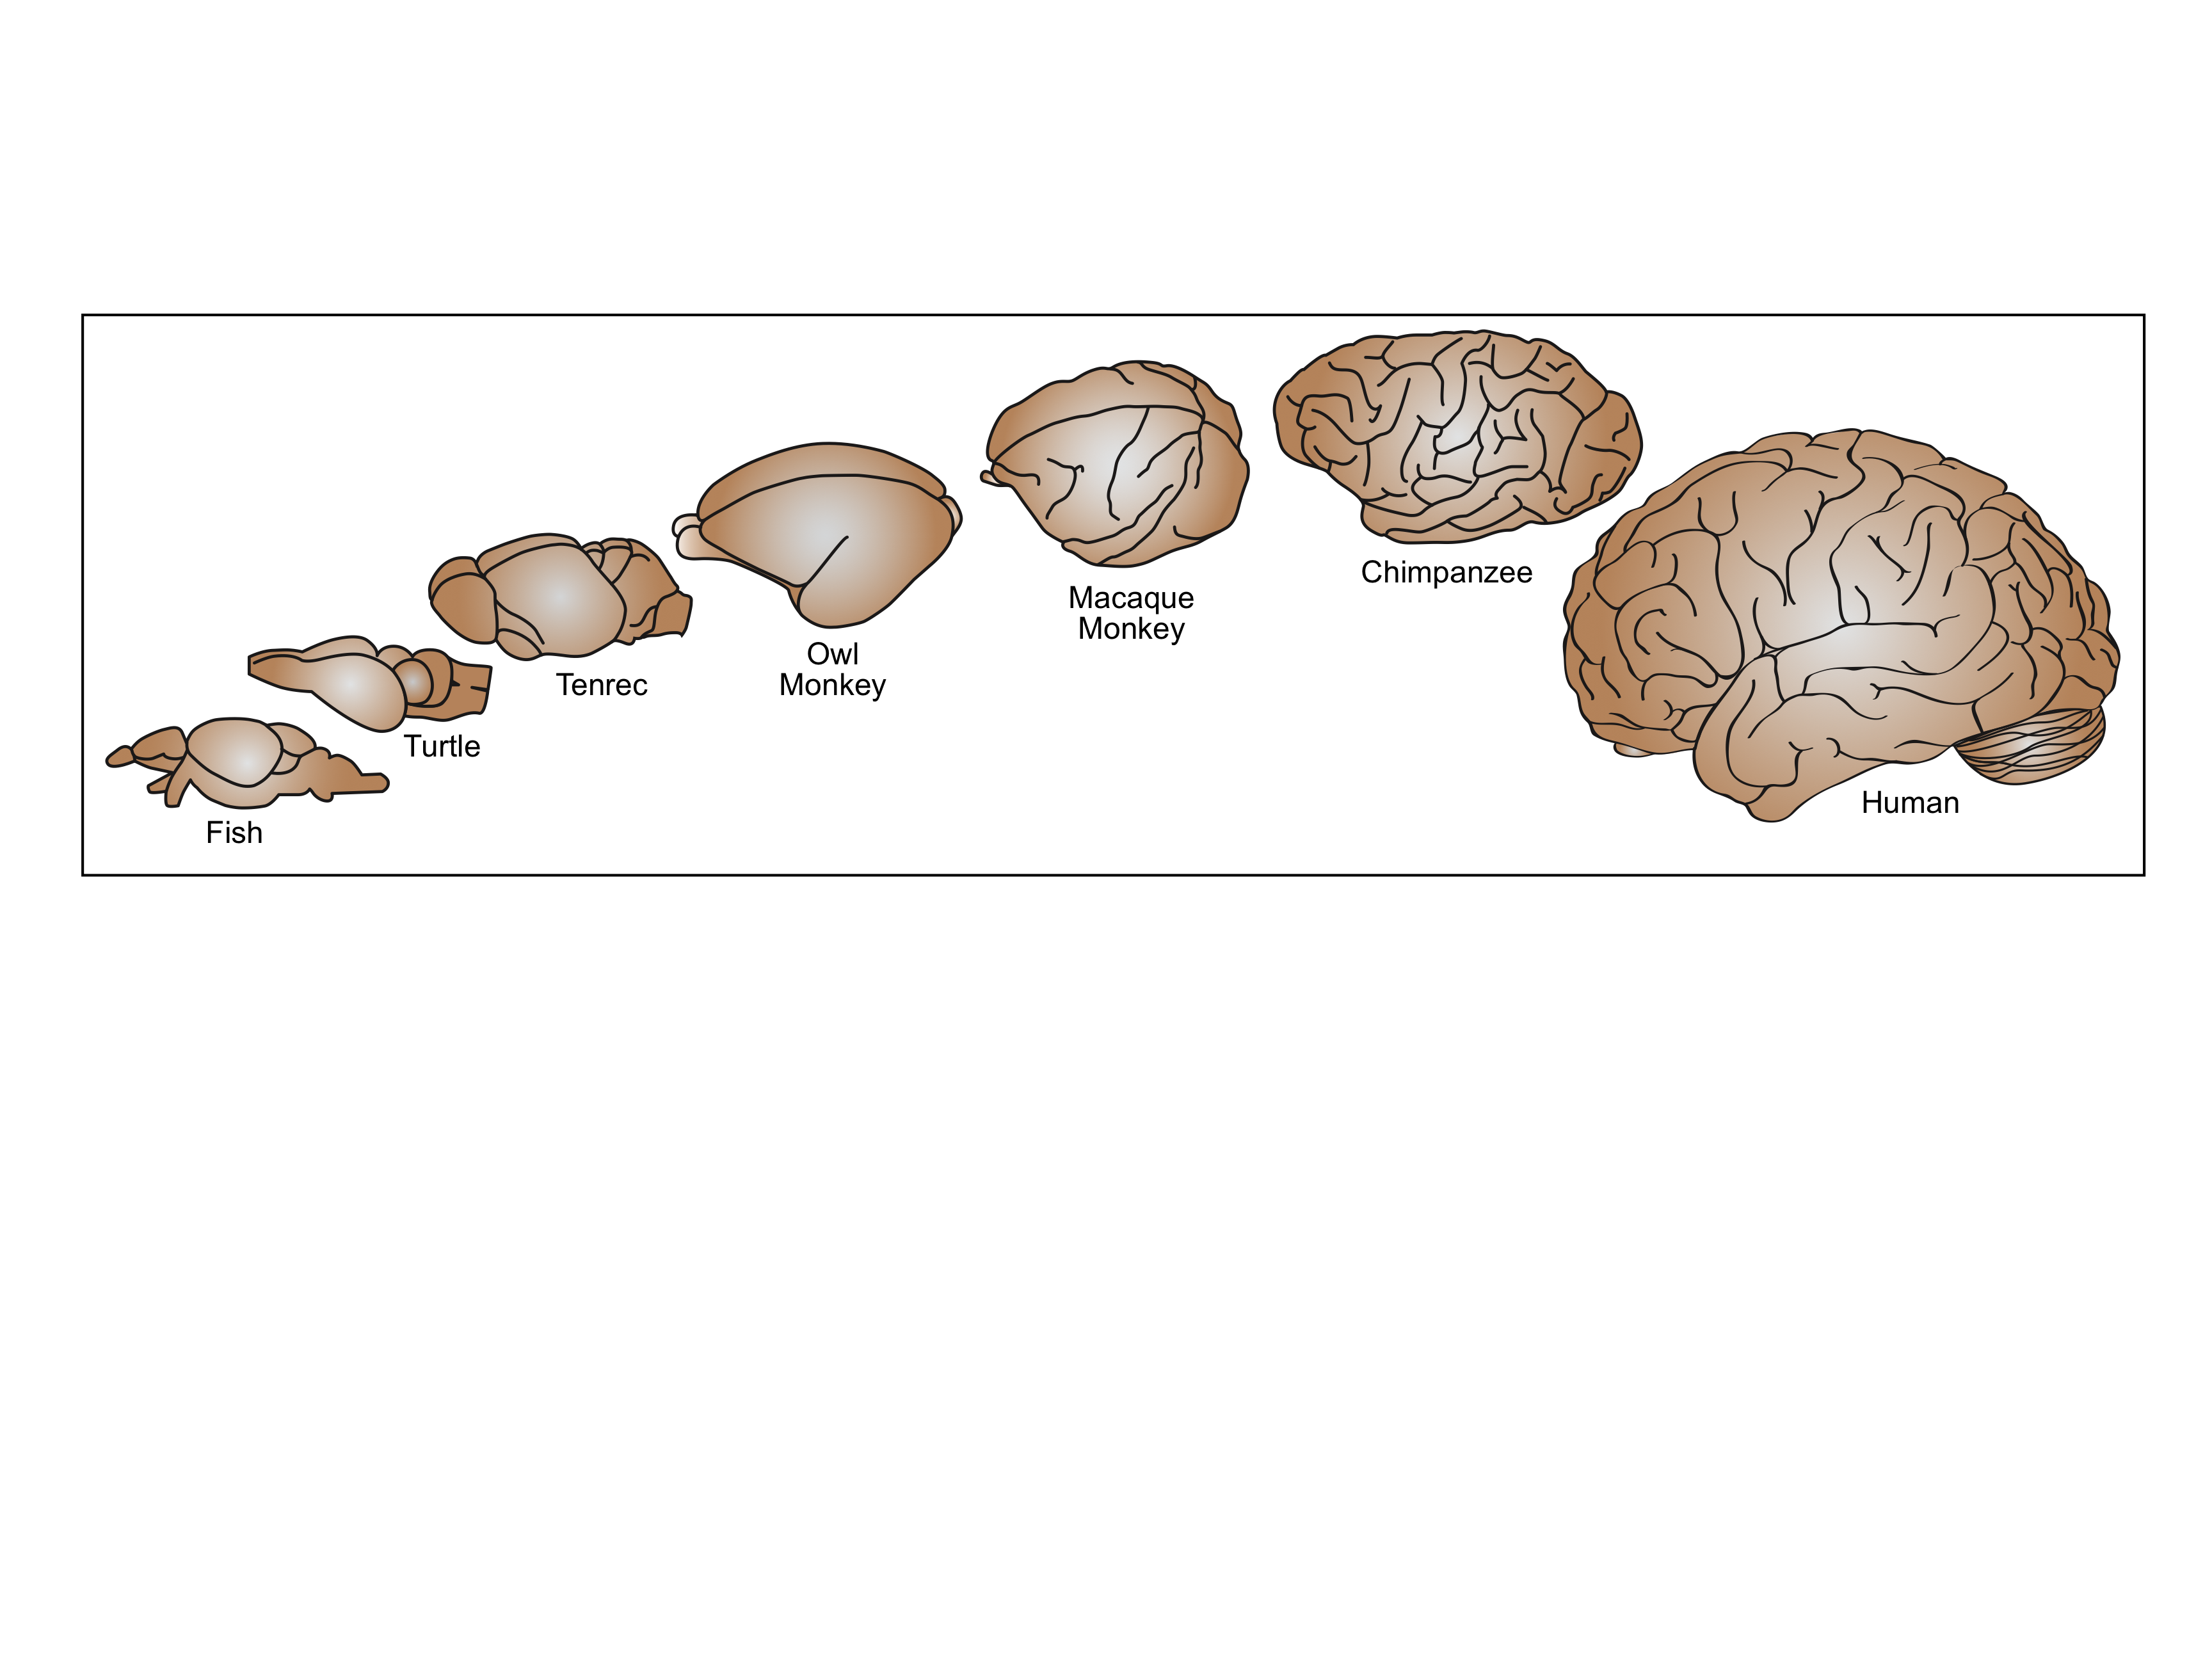 Fish
Turtle
Tenrec
Owl
Monkey
Macaque
Monkey
Chimpanzee
Human